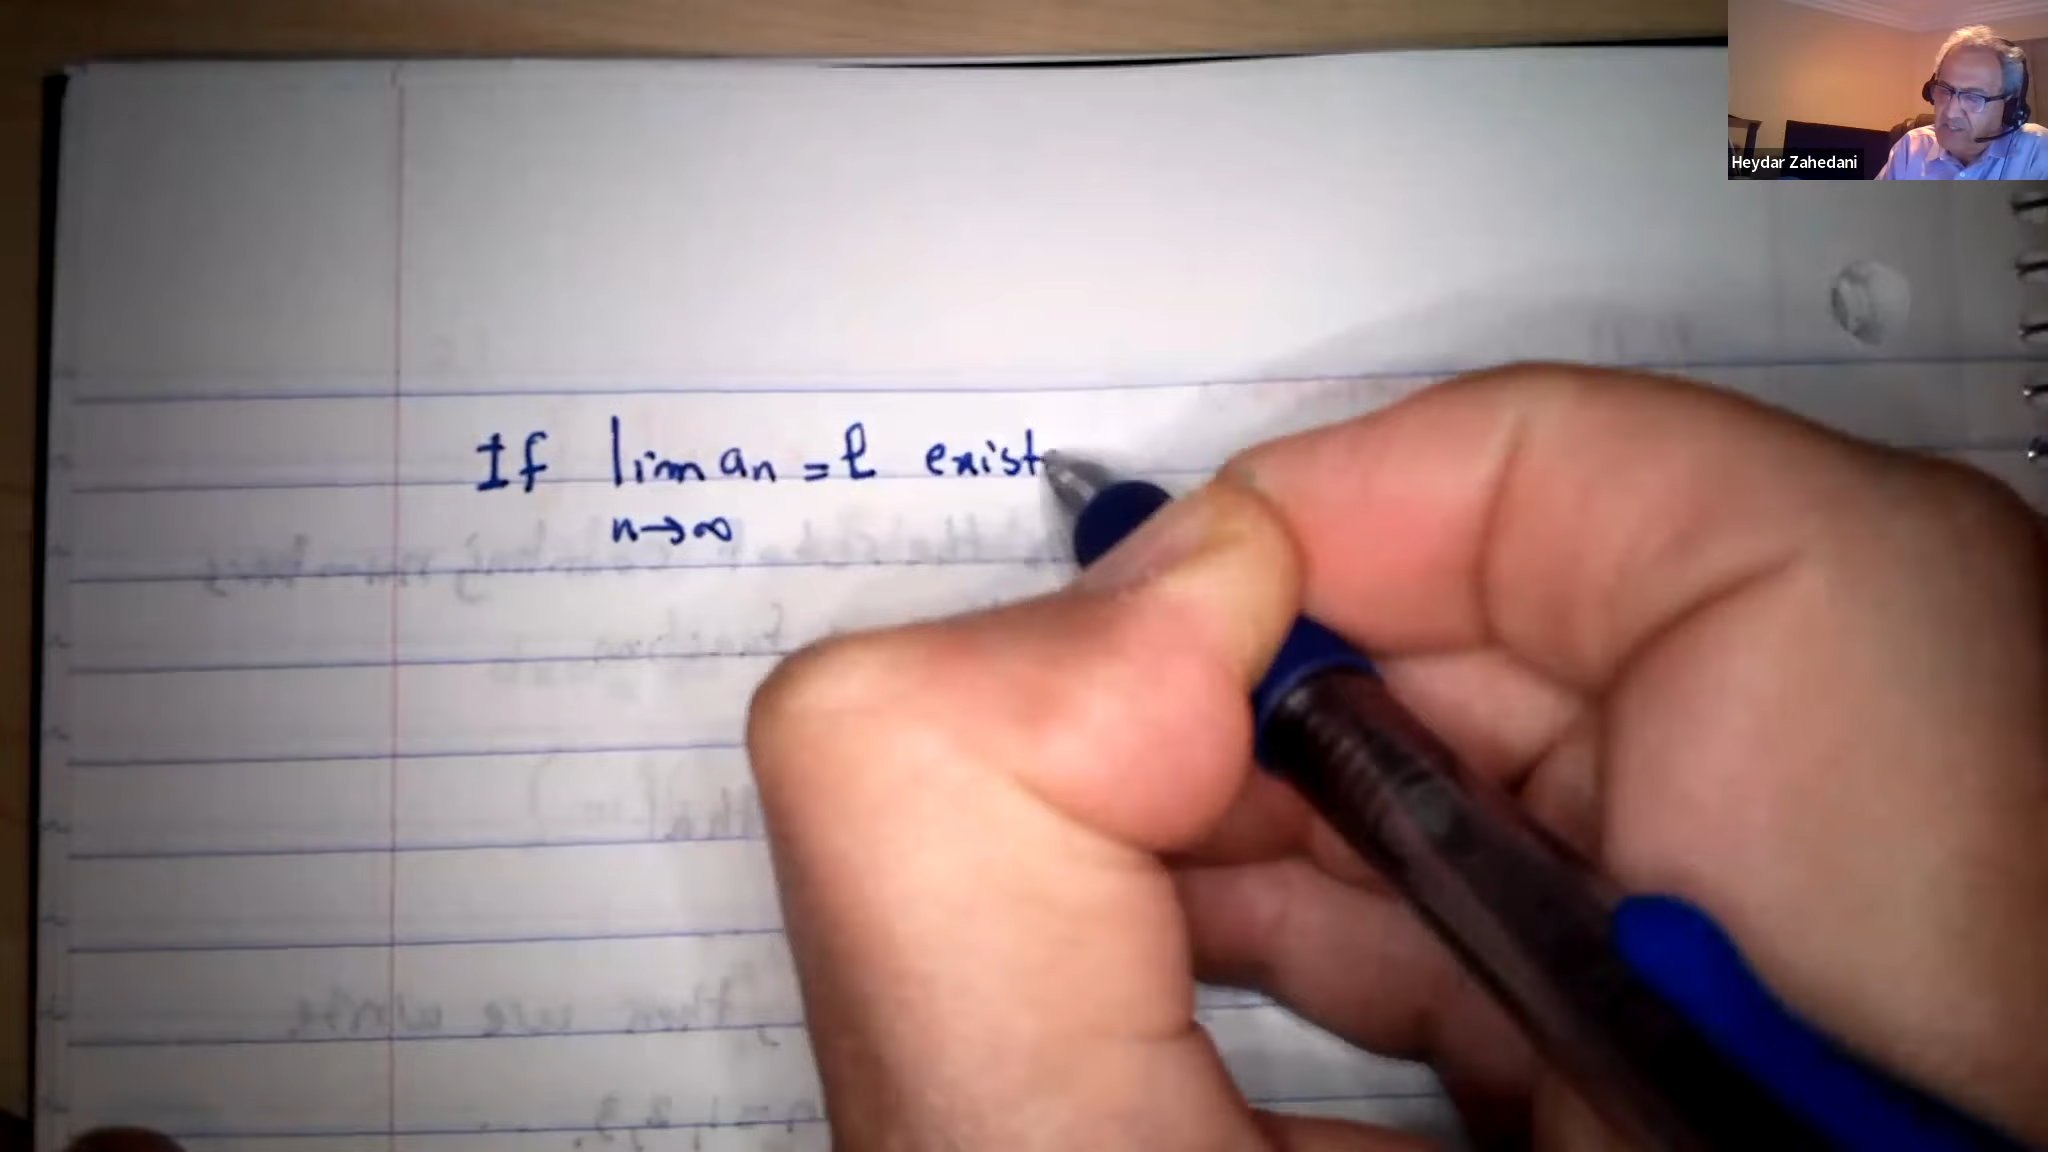 Heydar Zahedani
If lim an = l exist
n→∞